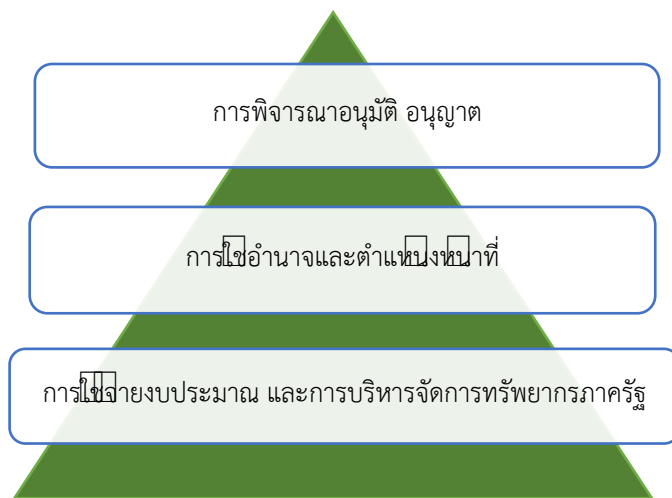 การพิจารณาอนุมัติ อนุญาต
การใช้อำนาจและตำแหน่งหน้าที่
การใช้จ่ายงบประมาณ และการบริหารจัดการทรัพยากรภาครัฐ